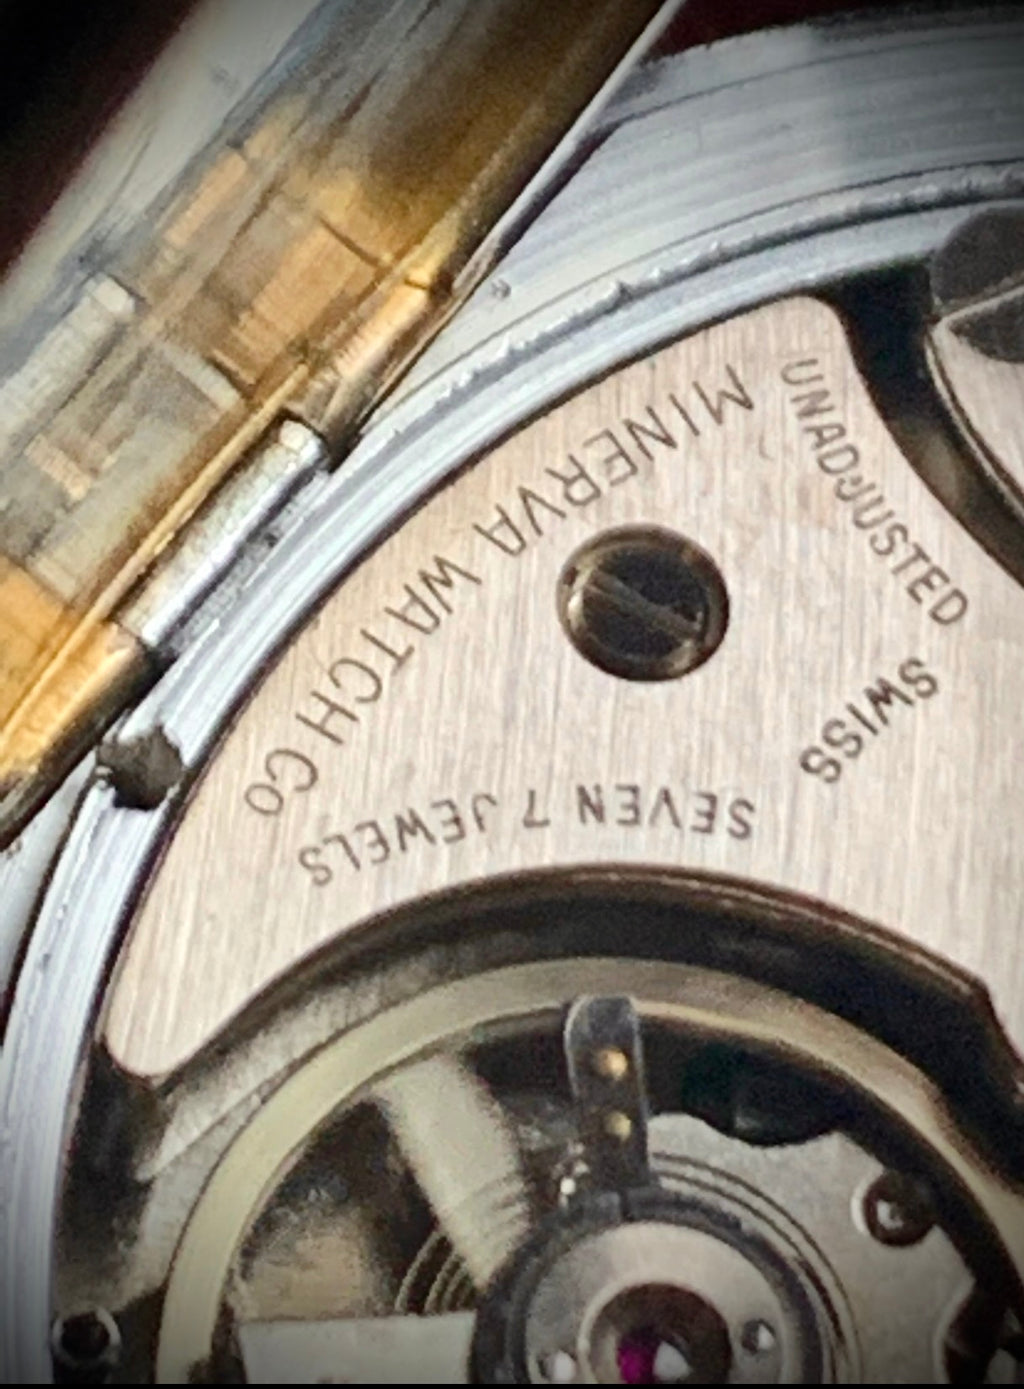 MINERVA WATCH CO
UNADJUSTED
SWISS
SEVEN 7 JEWELS